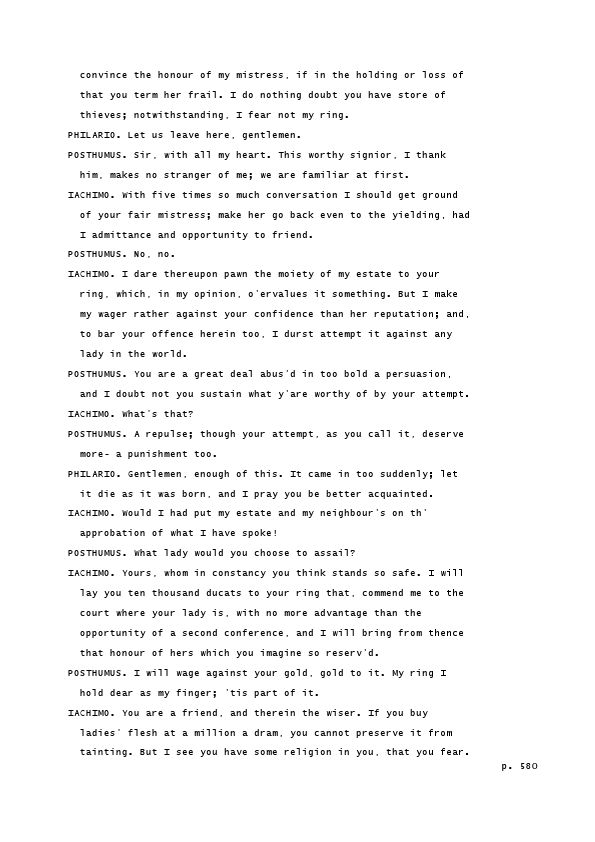 convince the honour of my mistress, if in the holding or loss of
that you term her frail. I do nothing doubt you have store of
thieves; notwithstanding, I fear not my ring.
PHILARIO. Let us leave here, gentlemen.
POSTHUMUS. Sir, with all my heart. This worthy signior, I thank
him, makes no stranger of me; we are familiar at first.
IACHIMO. With five times so much conversation I should get ground
of your fair mistress; make her go back even to the yielding, had
I admittance and opportunity to friend.
POSTHUMUS. No, no.
IACHIMO. I dare thereupon pawn the moiety of my estate to your
ring, which, in my opinion, o'ervalues it something. But I make
my wager rather against your confidence than her reputation; and,
to bar your offence herein too, I durst attempt it against any
lady in the world.
POSTHUMUS. You are a great deal abus'd in too bold a persuasion,
and I doubt not you sustain what y'are worthy of by your attempt.
IACHIMO. What's that?
POSTHUMUS. A repulse; though your attempt, as you call it, deserve
more- a punishment too.
PHILARIO. Gentlemen, enough of this. It came in too suddenly; let
it die as it was born, and I pray you be better acquainted.
IACHIMO. Would I had put my estate and my neighbour's on th'
approbation of what I have spoke!
POSTHUMUS. What lady would you choose to assail?
IACHIMO. Yours, whom in constancy you think stands so safe. I will
lay you ten thousand ducats to your ring that, commend me to the
court where your lady is, with no more advantage than the
opportunity of a second conference, and I will bring from thence
that honour of hers which you imagine so reserv'd.
POSTHUMUS. I will wage against your gold, gold to it. My ring I
hold dear as my finger; 'tis part of it.
IACHIMO. You are a friend, and therein the wiser. If you buy
ladies' flesh at a million a dram, you cannot preserve it from
tainting. But I see you have some religion in you, that you fear.
p. 580